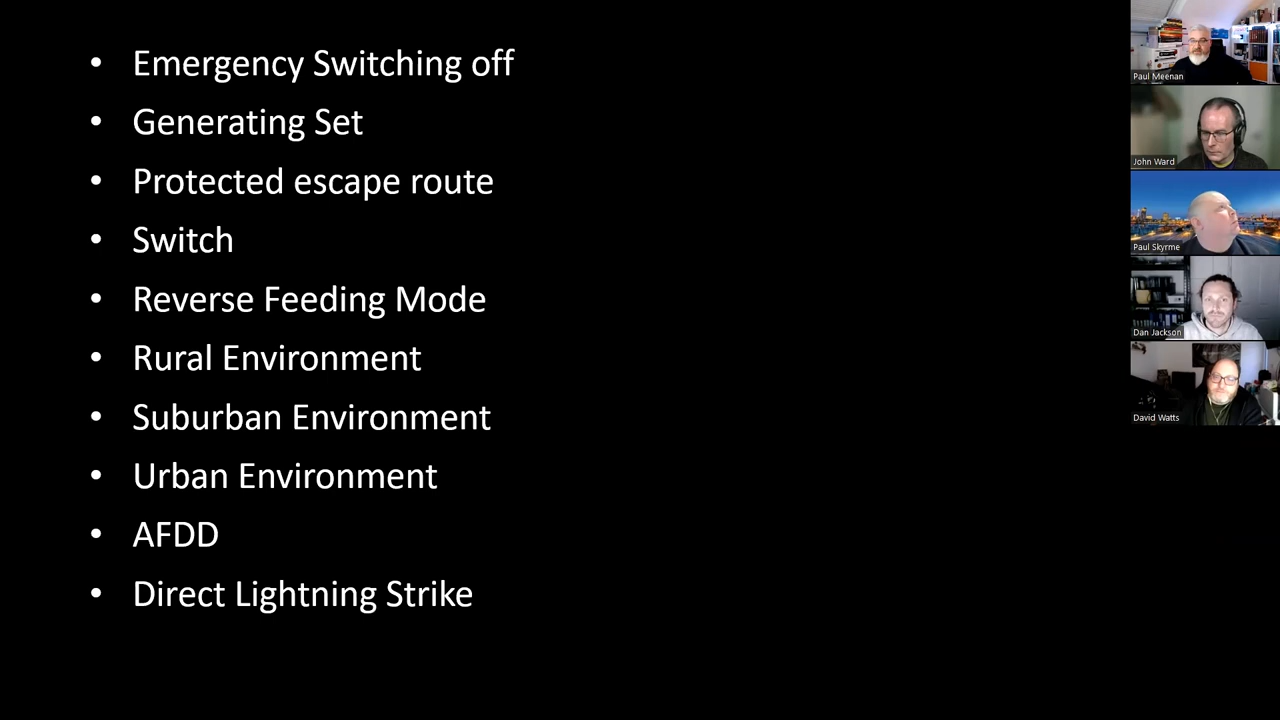 • Emergency Switching off
• Generating Set
• Protected escape route
• Switch
• Reverse Feeding Mode
• Rural Environment
• Suburban Environment
• Urban Environment
• AFDD
• Direct Lightning Strike
Paul Meenan
John Ward
Paul Skyrme
Dan Jackson
David Watts